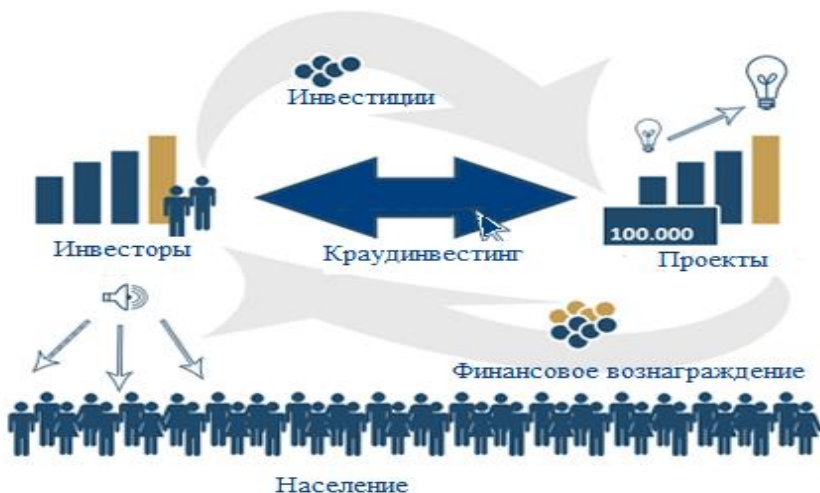 Инвестиции
100.000
Инвесторы
Краудинвестинг
Проекты
Финансовое вознаграждение
Население